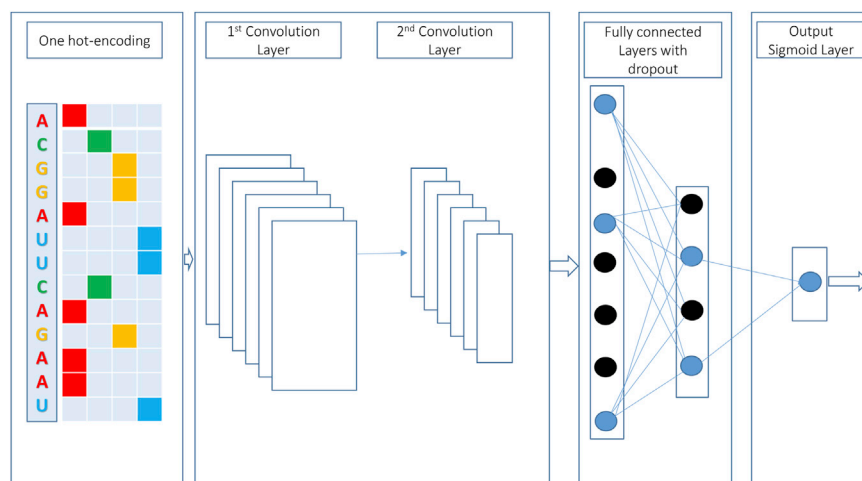 One hot-encoding
1st Convolution
Layer
2nd Convolution
Layer
Fully connected
Layers with
dropout
Output
Sigmoid Layer
A
C
G
G
A
U
U
C
A
G
A
A
U